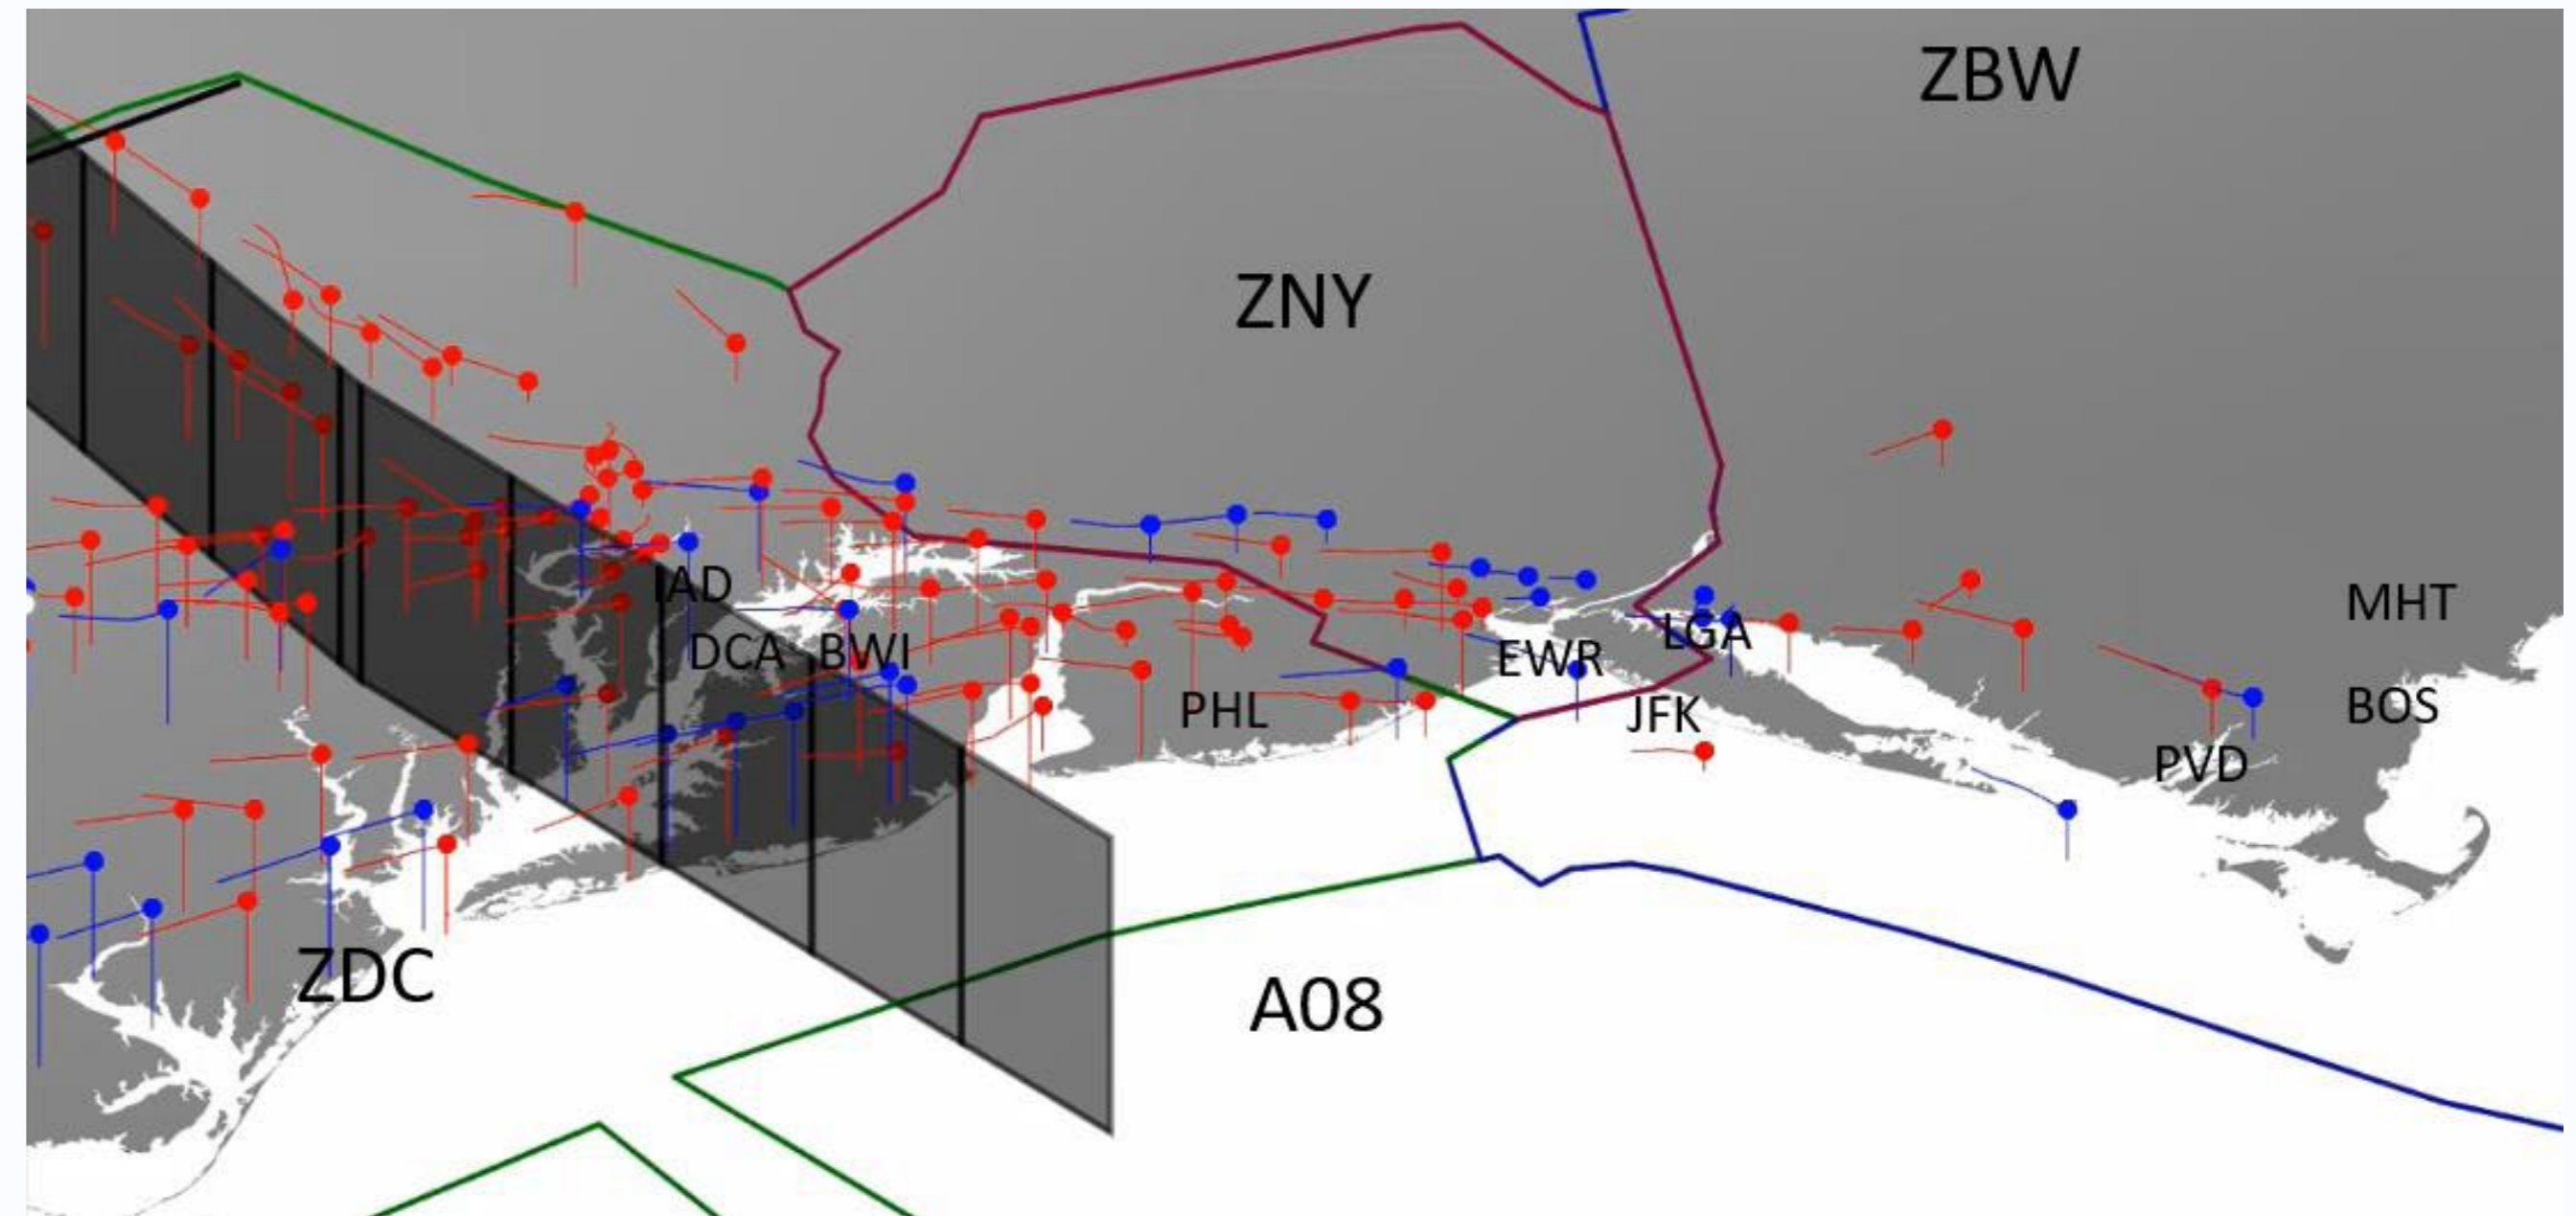 ZBW
ZNY
IAD
MHT
DCA
BWI
EWR
LGA
PHL
JFK
BOS
PVD
ZDC
A08